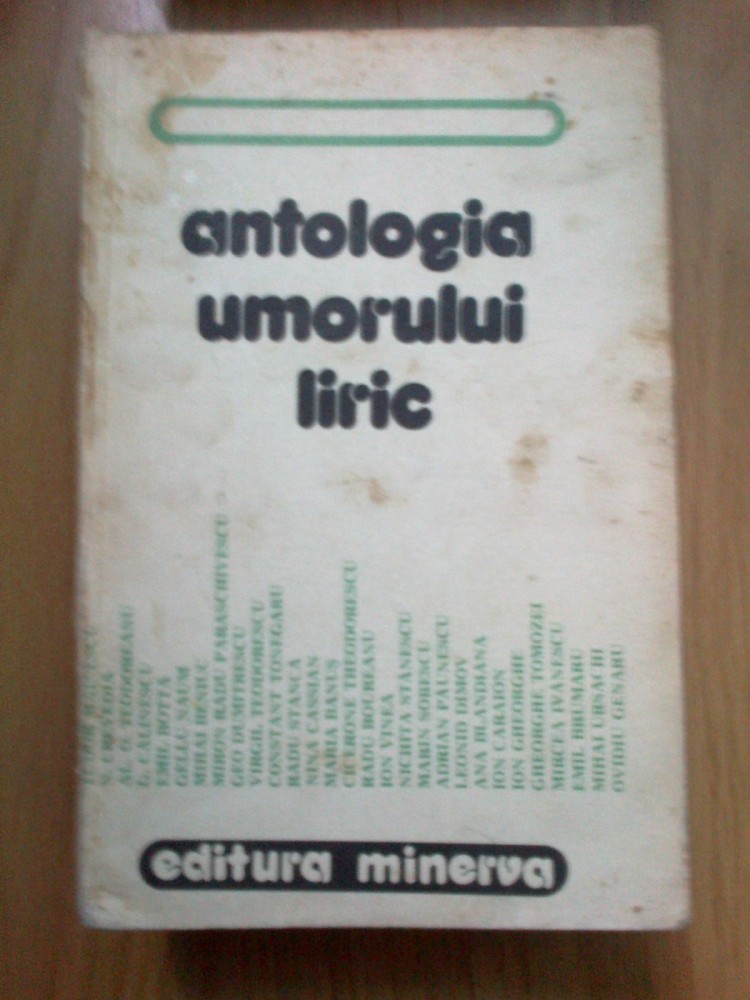 antologia
umorului
liric
N. CREVEDIA
AL. O. TEODOREANU
G. CĂLINESCU
EMIL BOTTA
GELLU NAUM
MIHAI BENIUC
MIRON RADU PARASCHIVESCU
GEO DUMITRESCU
VIRGIL TEODORESCU
CONSTANT TONEGARU
RADU STANCA
NINA CASSIAN
MARIA BANUȘ
CICERONE THEODORESCU
RADU BOUREANU
ION VINEA
NICHITA STĂNESCU
MARIN SORESCU
ADRIAN PĂUNESCU
LEONID DIMOV
ANA BLANDIANA
ION CARAION
ION GHEORGHE
GHEORGHE TOMOZEI
MIRCEA IVĂNESCU
EMIL BRUMARU
MIHAI URSACHI
OVIDIU GENARU
editura minerva